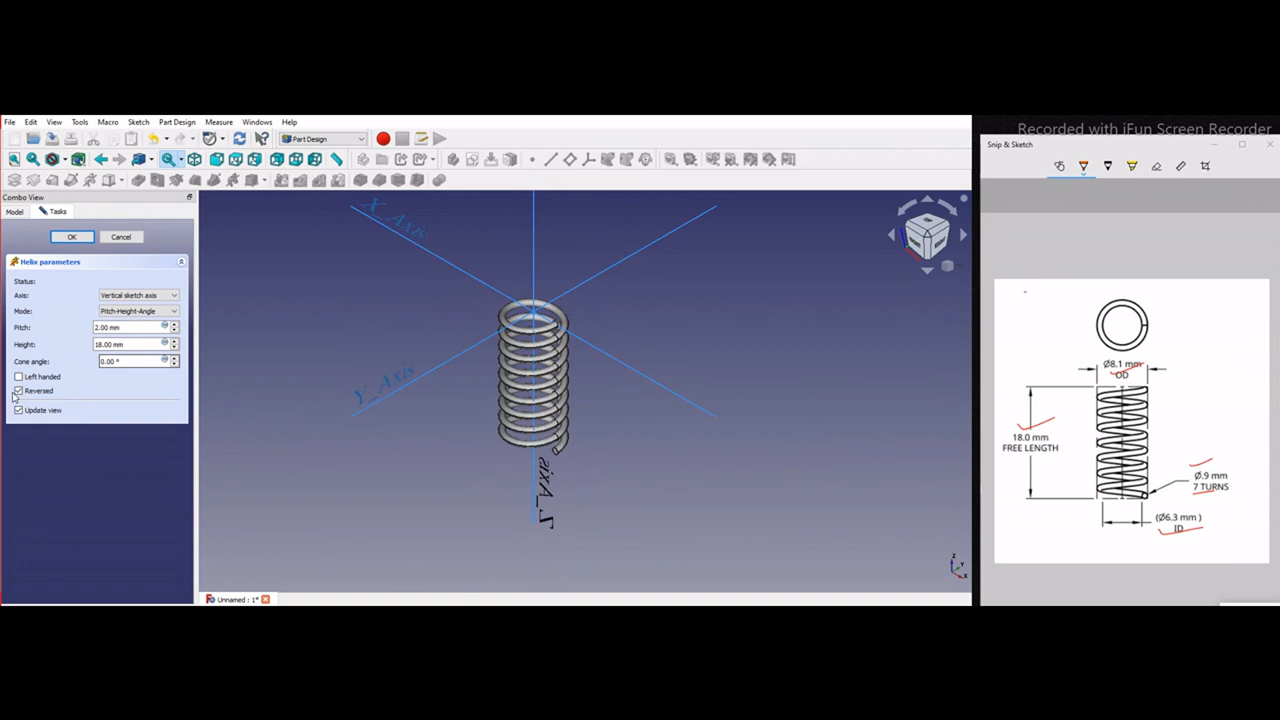 Recorded with iFun Screen Recorder
File Edit View Tools Macro Sketch Part Design Measure Windows Help
Part Design
Snip & Sketch
Combo View
Model Tasks
OK Cancel
Helix parameters
Status:
Axis: Vertical sketch axis
Mode: Pitch-Height-Angle
Pitch: 2.00 mm
Height: 18.00 mm
Cone angle: 0.00 °
Left handed
Reversed
Update view
X_Axis
Y_Axis
Z_Axis
Z
Y
X
Unnamed : 1*
Ø8.1 mm
OD
18.0 mm
FREE LENGTH
Ø.9 mm
7 TURNS
(Ø6.3 mm )
ID